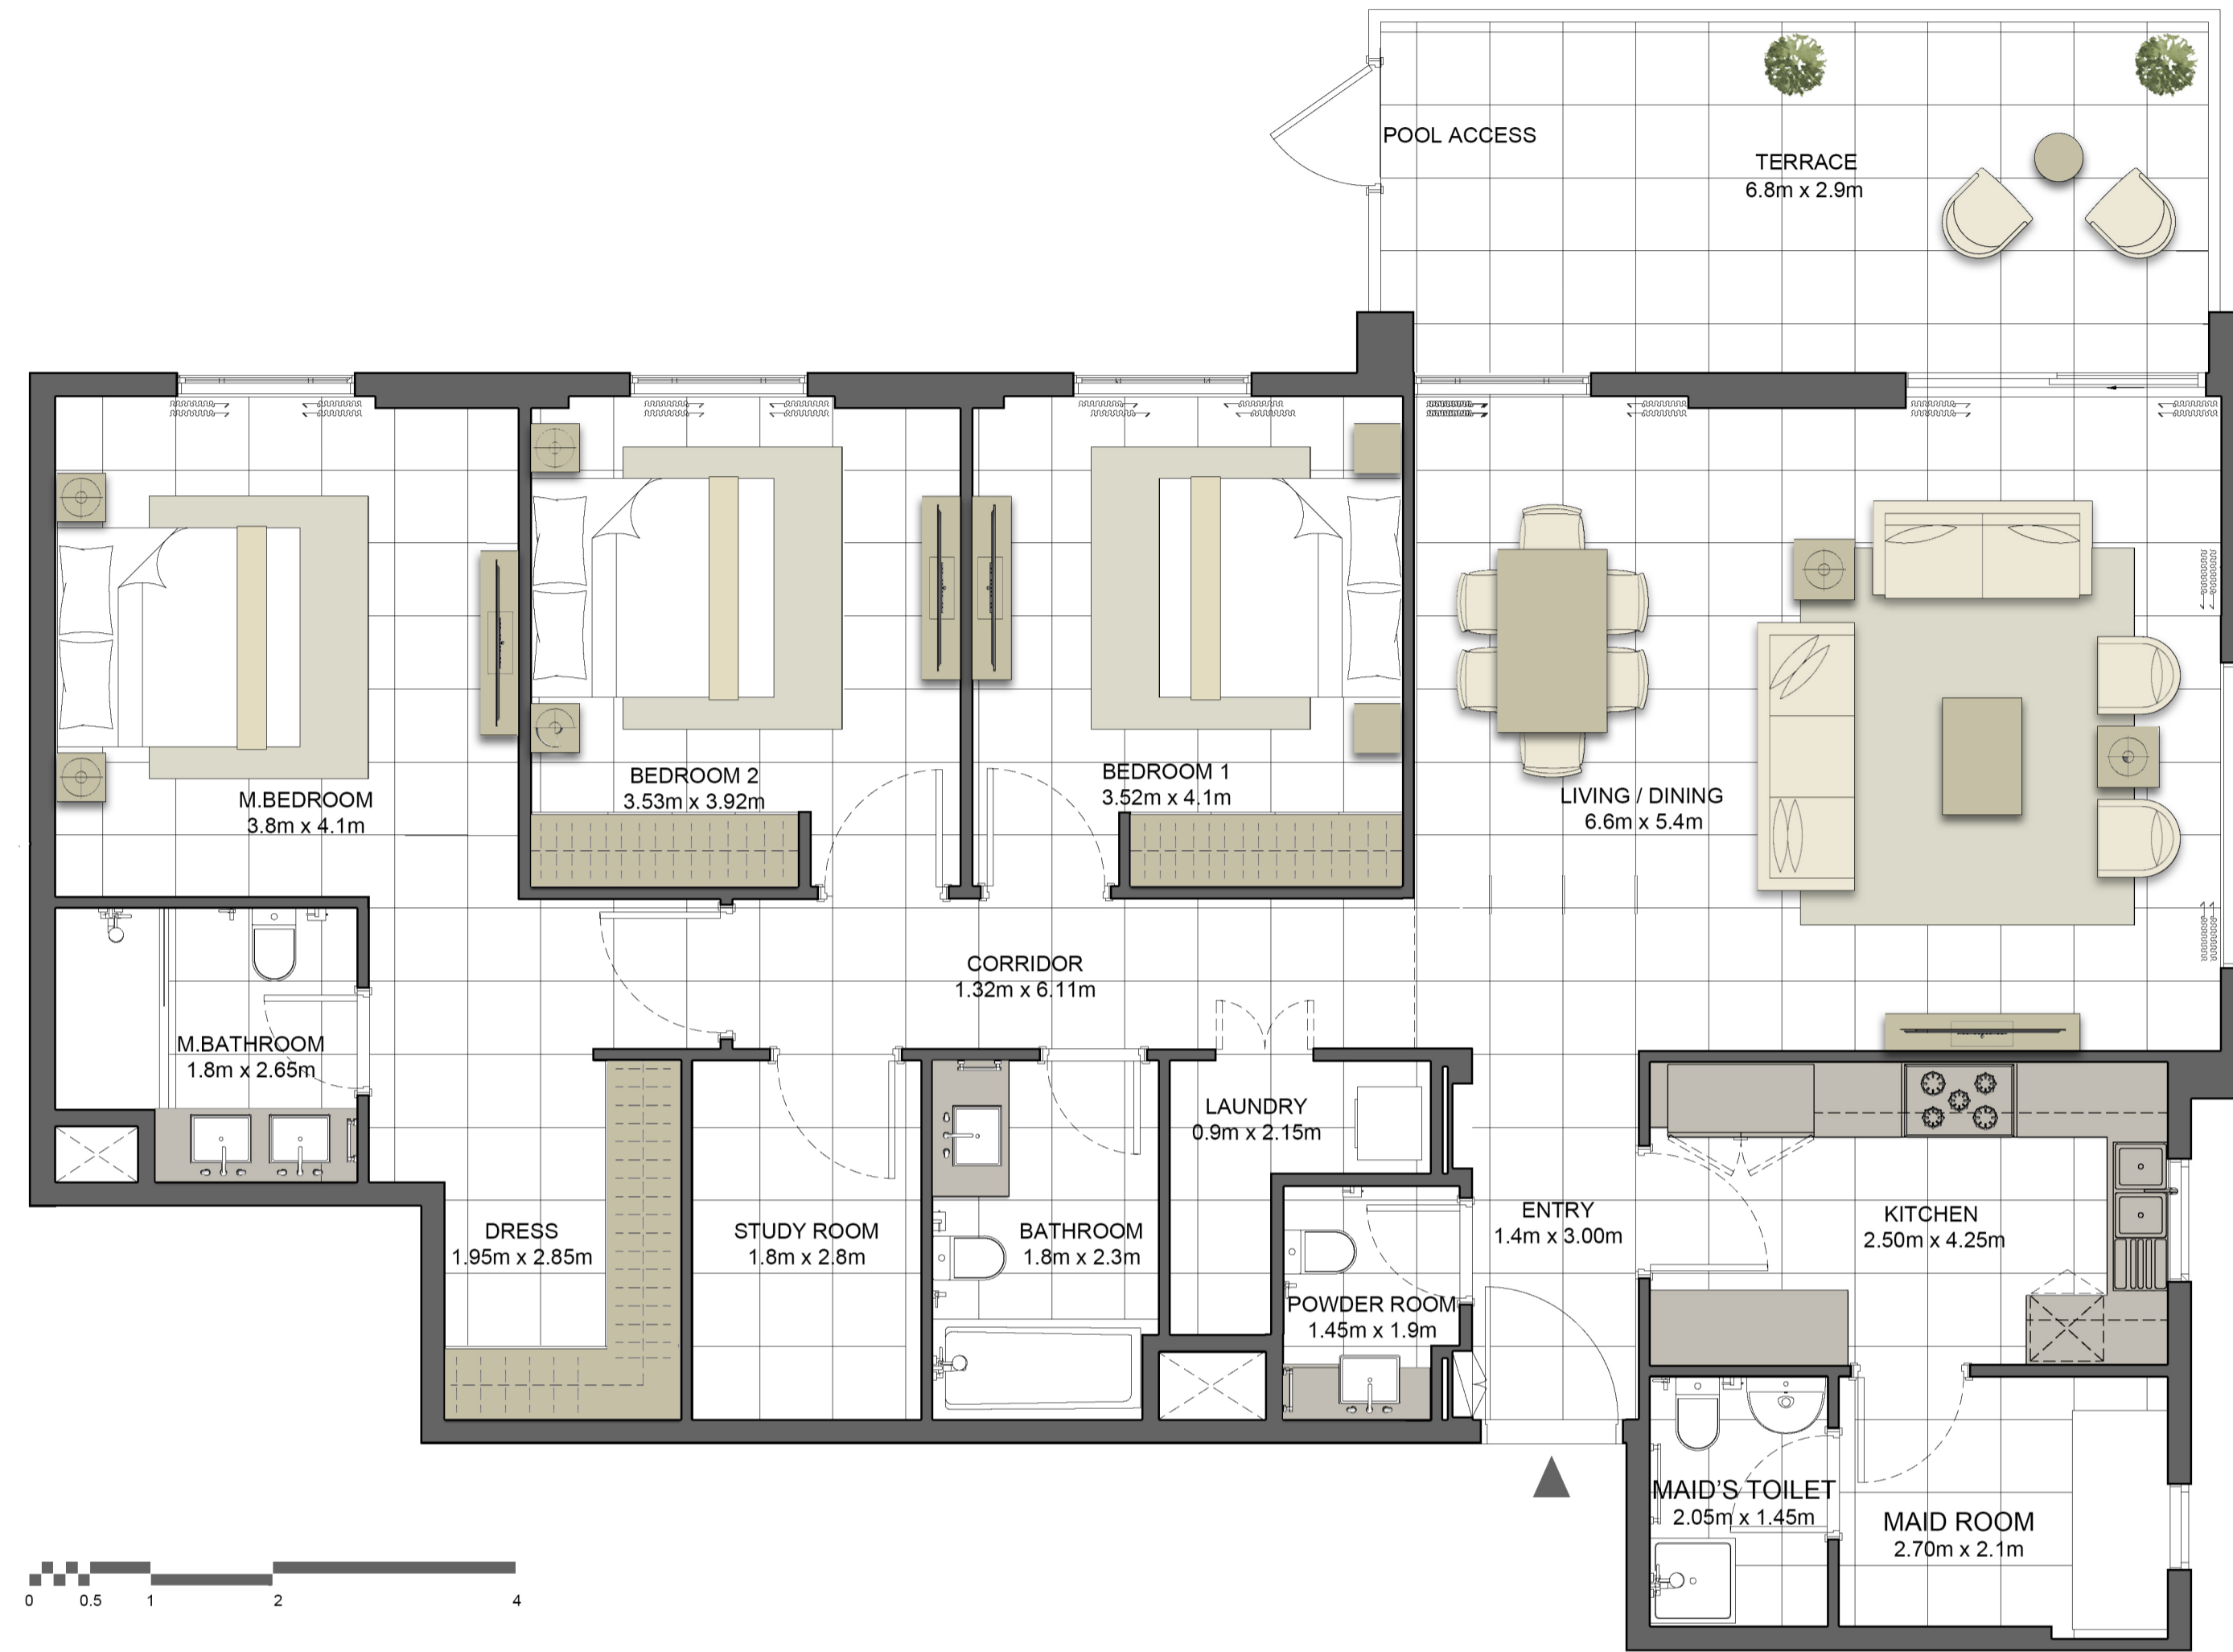 POOL ACCESS
TERRACE
6.8m x 2.9m
M.BEDROOM
3.8m x 4.1m
BEDROOM 2
3.53m x 3.92m
BEDROOM 1
3.52m x 4.1m
LIVING / DINING
6.6m x 5.4m
CORRIDOR
1.32m x 6.11m
M.BATHROOM
1.8m x 2.65m
LAUNDRY
0.9m x 2.15m
DRESS
1.95m x 2.85m
STUDY ROOM
1.8m x 2.8m
BATHROOM
1.8m x 2.3m
POWDER ROOM
1.45m x 1.9m
ENTRY
1.4m x 3.00m
KITCHEN
2.50m x 4.25m
MAID'S TOILET
2.05m x 1.45m
MAID ROOM
2.70m x 2.1m
0 0.5 1 2 4